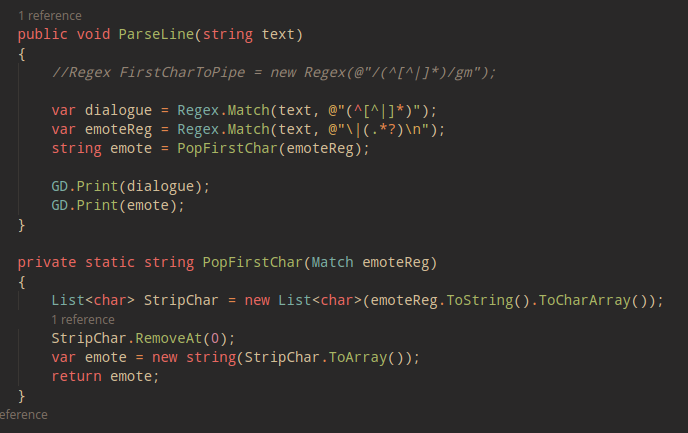 1 reference
public void ParseLine(string text)
{
//Regex FirstCharToPipe = new Regex(@"/(^[^|]*)/gm");
var dialogue = Regex.Match(text, @"(^[^|]*)");
var emoteReg = Regex.Match(text, @"\|(.*?)\n");
string emote = PopFirstChar(emoteReg);
GD.Print(dialogue);
GD.Print(emote);
}
private static string PopFirstChar(Match emoteReg)
{
List<char> StripChar = new List<char>(emoteReg.ToString().ToCharArray());
1 reference
StripChar.RemoveAt(0);
var emote = new string(StripChar.ToArray());
return emote;
}
eference